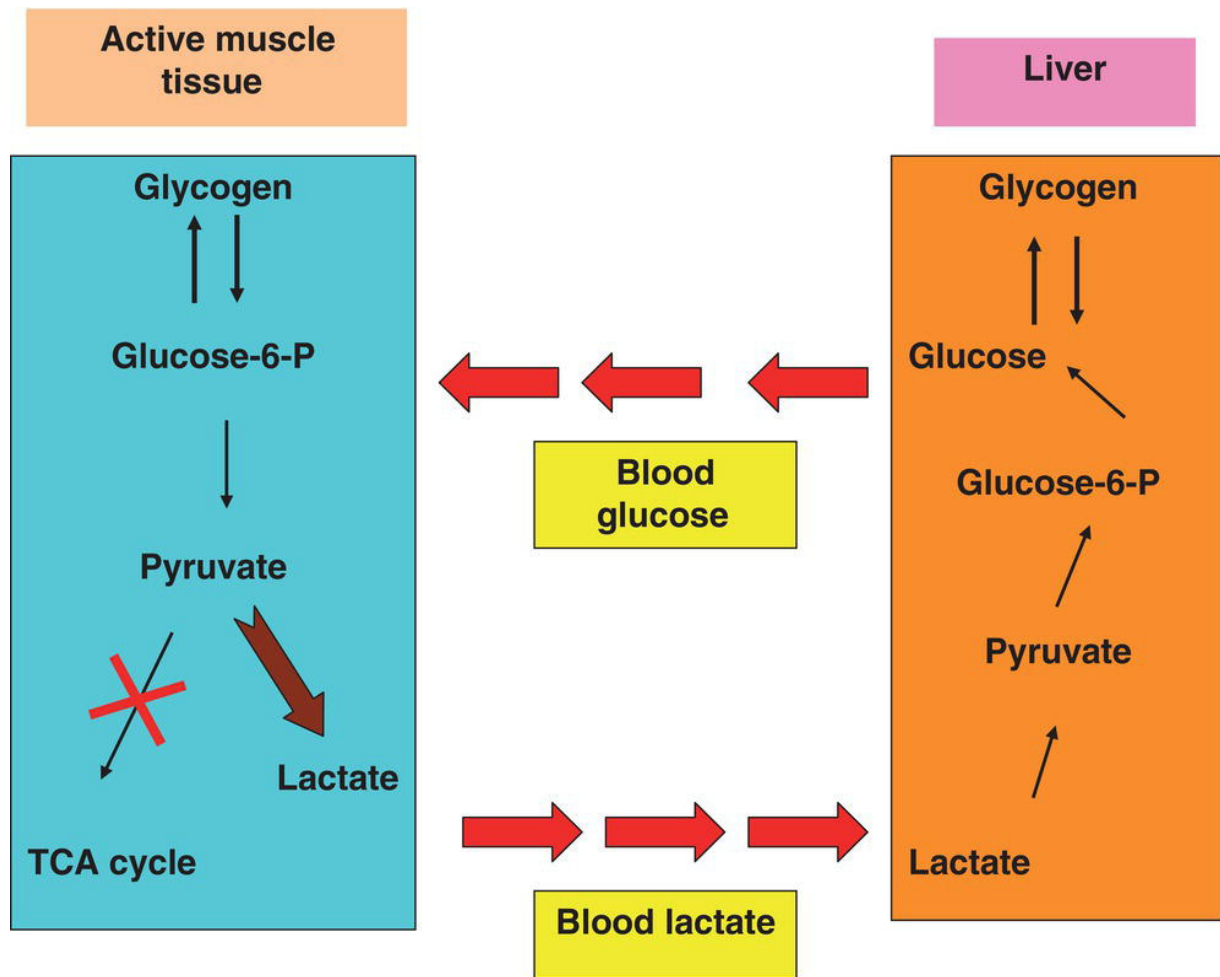 Active muscle
tissue
Glycogen
Glucose-6-P
Pyruvate
Lactate
TCA cycle
Blood
glucose
Blood lactate
Liver
Glycogen
Glucose
Glucose-6-P
Pyruvate
Lactate